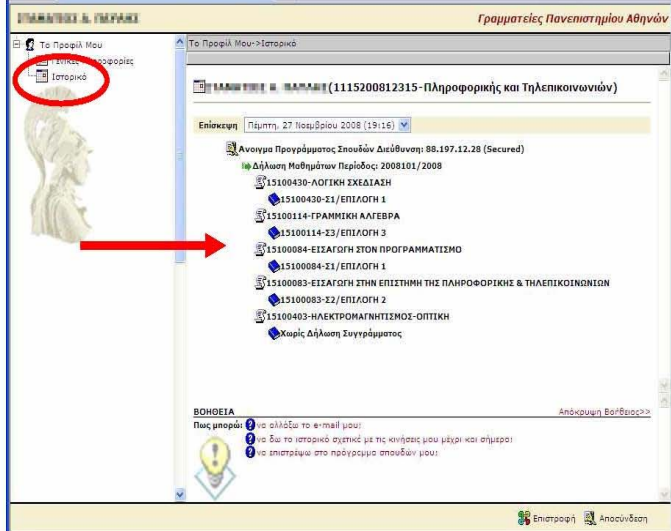 Γραμματείες Πανεπιστημίου Αθηνών
Το Προφίλ Μου
Γενικές Πληροφορίες
Ιστορικό
Το Προφίλ Μου->Ιστορικό
(1115200812315-Πληροφορικής και Τηλεπικοινωνιών)
Επίσκεψη Πέμπτη, 27 Νοεμβρίου 2008 (19:16)
Ανοιγμα Προγράμματος Σπουδών Διεύθυνση: 88.197.12.28 (Secured)
Δήλωση Μαθημάτων Περίοδος: 2008101/2008
15100430-ΛΟΓΙΚΗ ΣΧΕΔΙΑΣΗ
15100430-Σ1/ΕΠΙΛΟΓΗ 1
15100114-ΓΡΑΜΜΙΚΗ ΑΛΓΕΒΡΑ
15100114-Σ3/ΕΠΙΛΟΓΗ 3
15100084-ΕΙΣΑΓΩΓΗ ΣΤΟΝ ΠΡΟΓΡΑΜΜΑΤΙΣΜΟ
15100084-Σ1/ΕΠΙΛΟΓΗ 1
15100083-ΕΙΣΑΓΩΓΗ ΣΤΗΝ ΕΠΙΣΤΗΜΗ ΤΗΣ ΠΛΗΡΟΦΟΡΙΚΗΣ & ΤΗΛΕΠΙΚΟΙΝΩΝΙΩΝ
15100083-Σ2/ΕΠΙΛΟΓΗ 2
15100403-ΗΛΕΚΤΡΟΜΑΓΝΗΤΙΣΜΟΣ-ΟΠΤΙΚΗ
Χωρίς Δήλωση Συγγράμματος
ΒΟΗΘΕΙΑ Απόκρυψη Βοήθειας>>
Πως μπορώ: να αλλάξω το e-mail μου;
να δω το ιστορικό σχετικά με τις κινήσεις μου μέχρι και σήμερα;
να επιστρέψω στο πρόγραμμα σπουδών μου;
Επιστροφή Αποσύνδεση